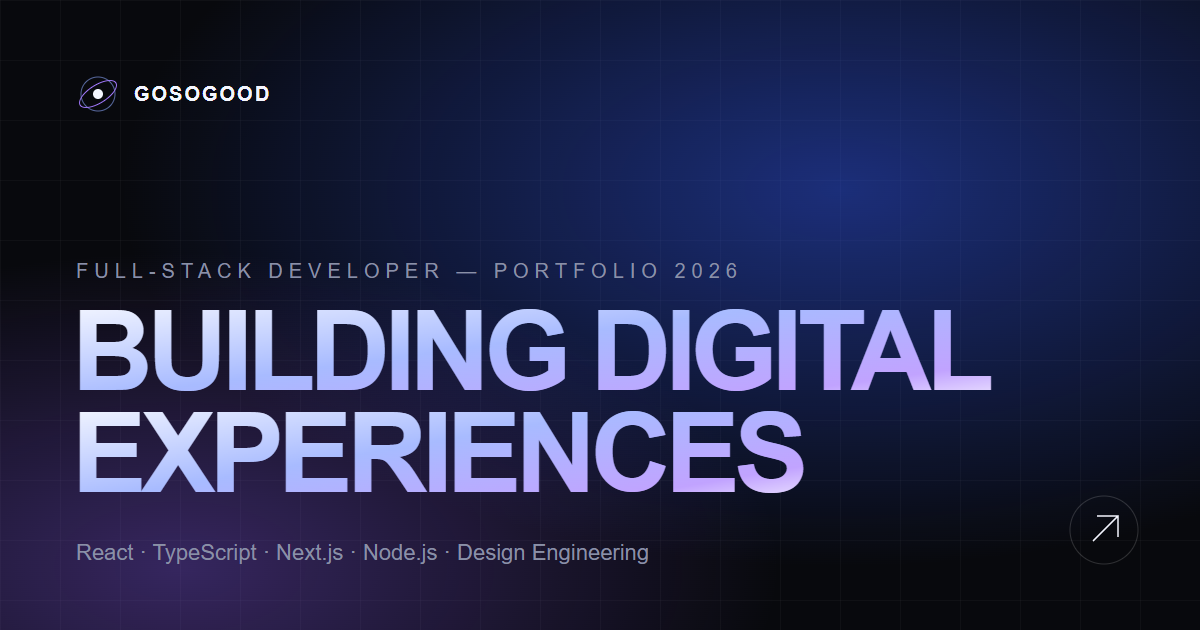 GOSOGOOD
FULL-STACK DEVELOPER — PORTFOLIO 2026
BUILDING DIGITAL
EXPERIENCES
React · TypeScript · Next.js · Node.js · Design Engineering